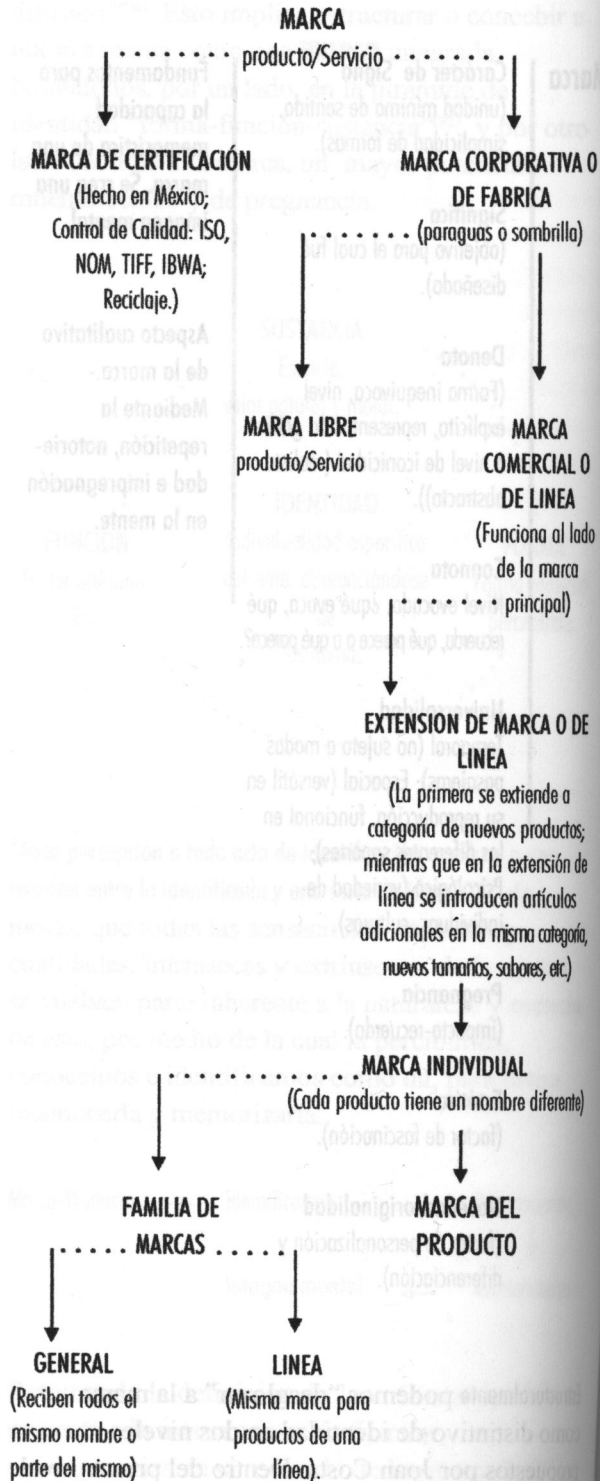 MARCA
producto/Servicio
MARCA DE CERTIFICACIÓN
(Hecho en México;
Control de Calidad: ISO,
NOM, TIFF, IBWA;
Reciclaje.)
MARCA CORPORATIVA O
DE FABRICA
(paraguas o sombrilla)
MARCA LIBRE
producto/Servicio
MARCA
COMERCIAL O
DE LINEA
(Funciona al lado
de la marca
principal)
EXTENSION DE MARCA O DE
LINEA
(La primera se extiende a
categoría de nuevos productos;
mientras que en la extensión de
línea se introducen artículos
adicionales en la misma categoría,
nuevos tamaños, sabores, etc.)
MARCA INDIVIDUAL
(Cada producto tiene un nombre diferente)
FAMILIA DE
MARCAS
MARCA DEL
PRODUCTO
GENERAL
(Reciben todos el
mismo nombre o
parte del mismo)
LINEA
(Misma marca para
productos de una
línea).